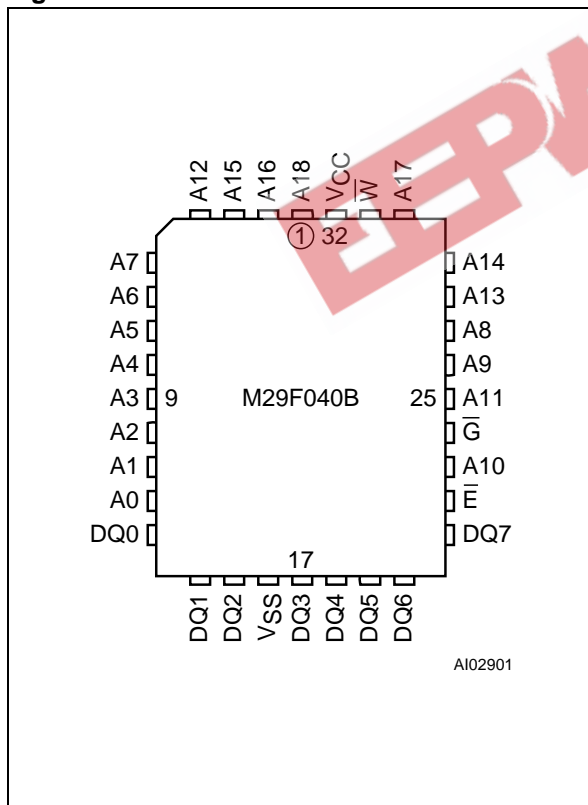 A12 A15 A16 A18 VCC W̅ A17
1 32
A7 A14
A6 A13
A5 A8
A4 A9
A3 9 M29F040B 25 A11
A2 G̅
A1 A10
A0 E̅
DQ0 DQ7
17
DQ1 DQ2 VSS DQ3 DQ4 DQ5 DQ6
AI02901